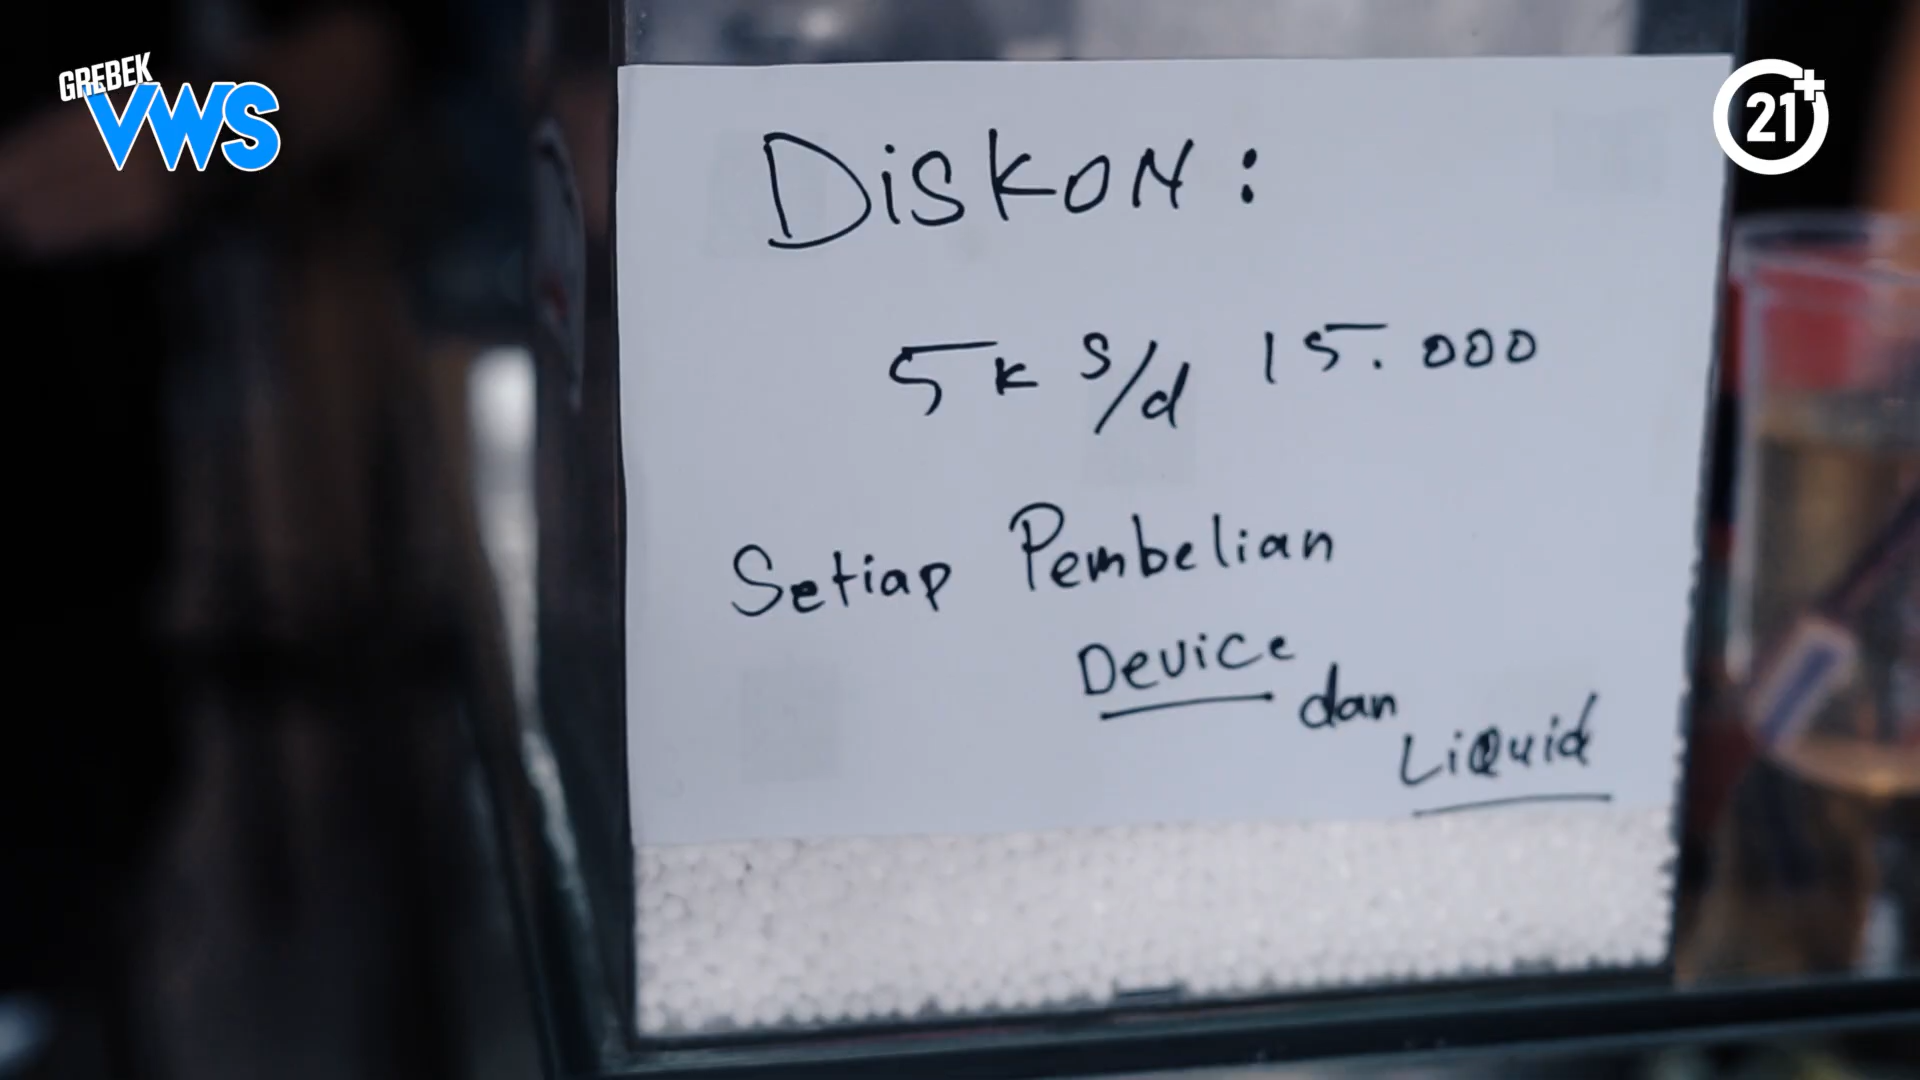 GREBEK
VWS
21+
Diskon:
5k s/d 15.000
Setiap Pembelian
Device
dan
Liquid